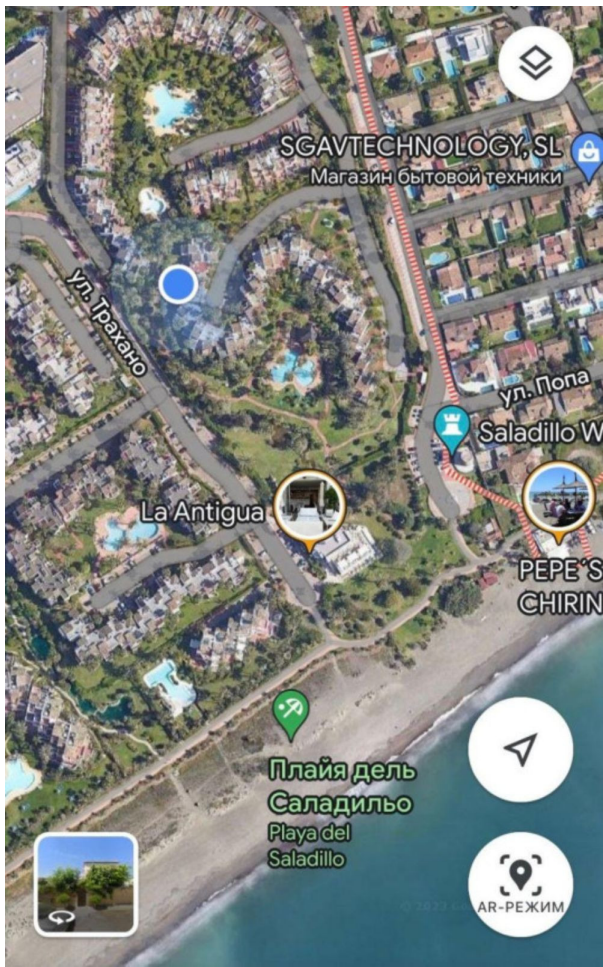 SGAVTECHNOLOGY, SL
Магазин бытовой техники
ул. Трахано
ул. Попа
Saladillo W
La Antigua
PEPE´S
CHIRIN
Плайя дель
Саладильо
Playa del
Saladillo
AR-РЕЖИМ